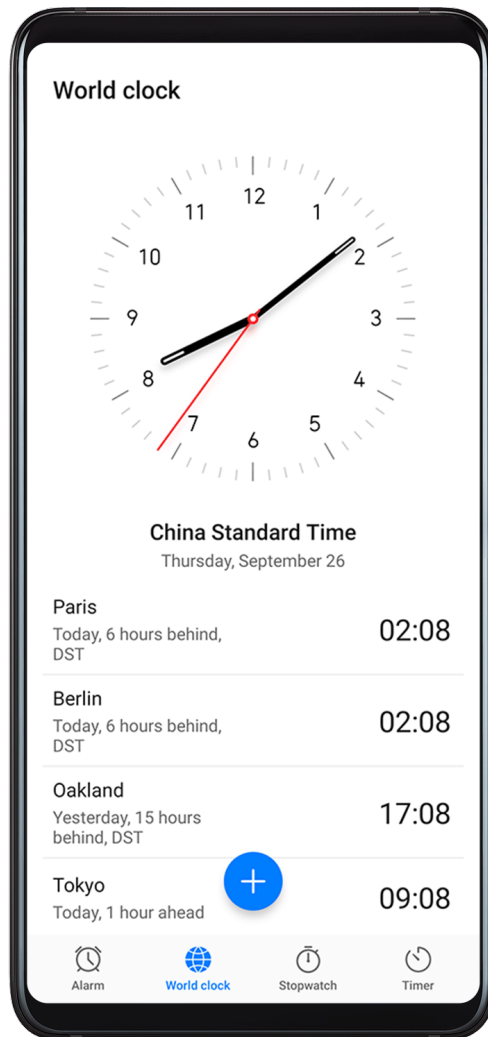 World clock
12
11
1
10
2
9
3
8
4
7
5
6
China Standard Time
Thursday, September 26
Paris
Today, 6 hours behind,
DST
02:08
Berlin
Today, 6 hours behind,
DST
02:08
Oakland
Yesterday, 15 hours
behind, DST
17:08
Tokyo
Today, 1 hour ahead
09:08
Alarm
World clock
Stopwatch
Timer